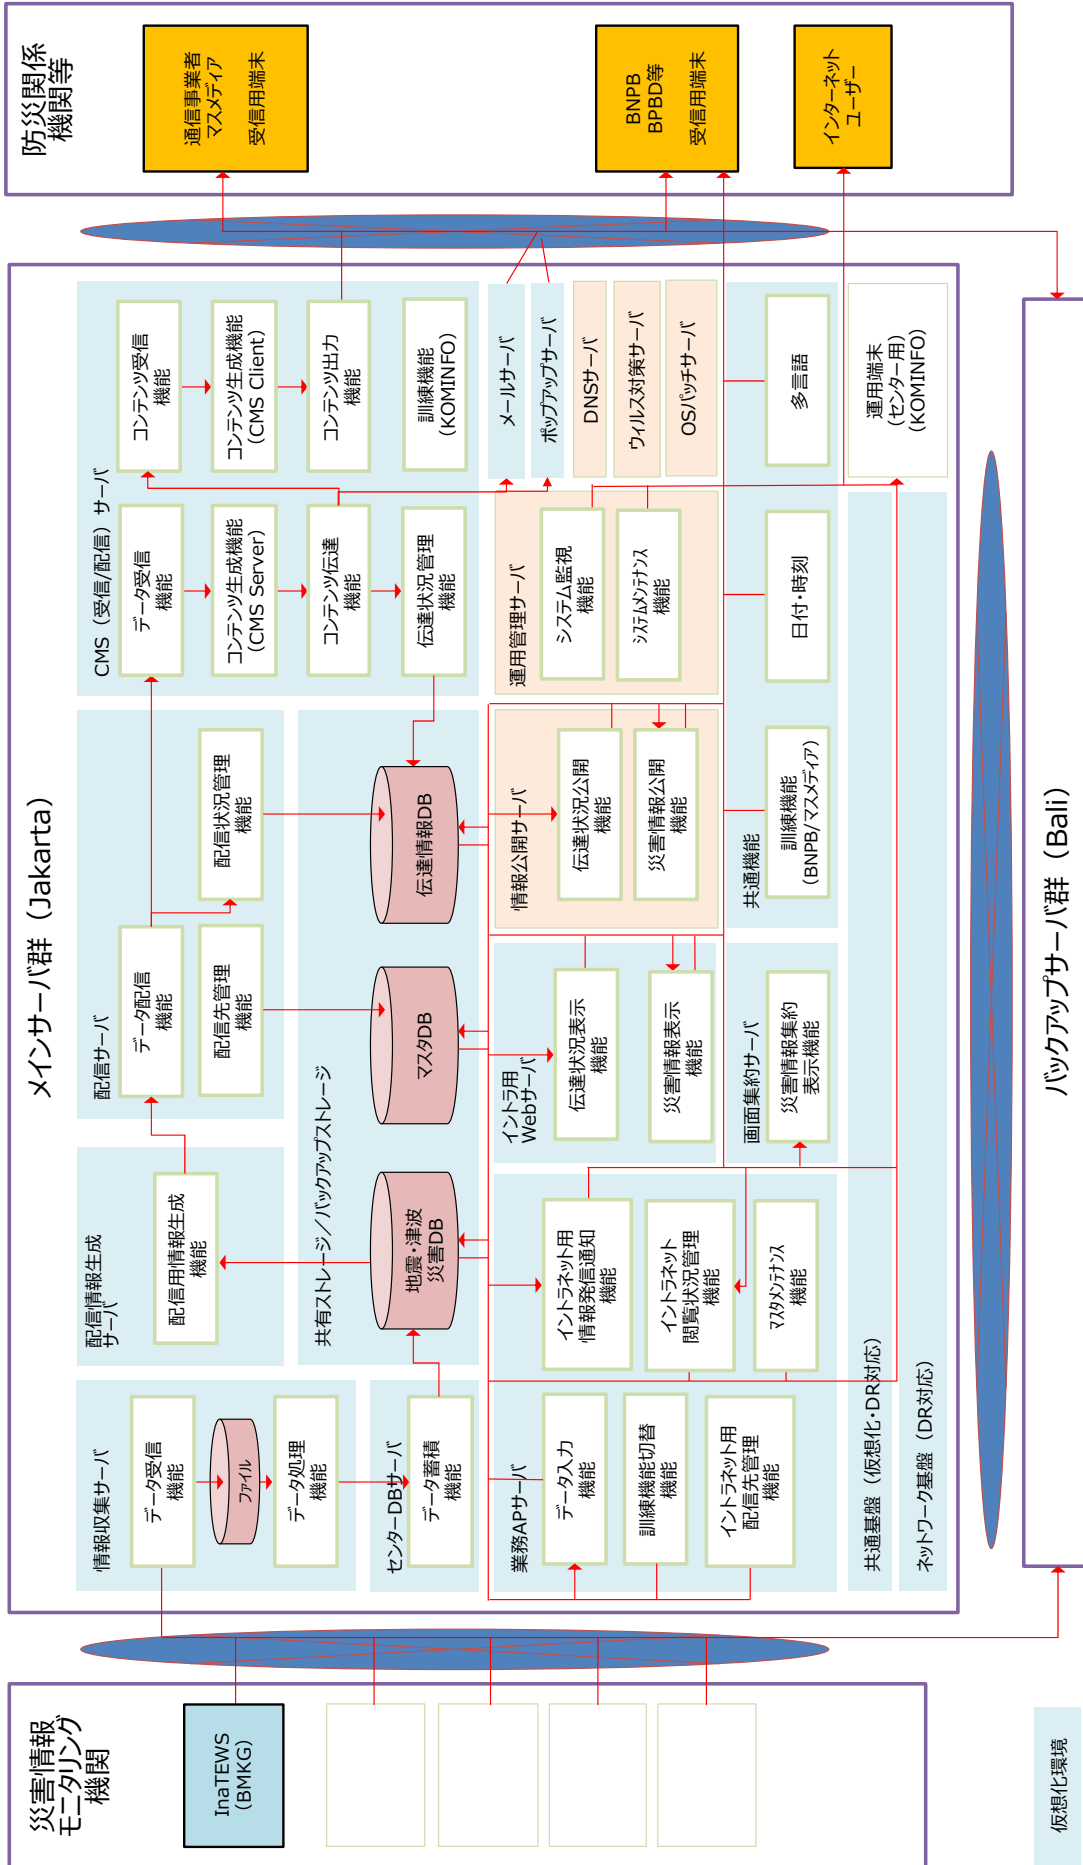 災害情報
モニタリング
機関
InaTEWS
(BMKG)
仮想化環境
メインサーバ群（Jakarta）
情報収集サーバ
データ受信
機能
ファイル
データ処理
機能
センターDBサーバ
データ蓄積
機能
配信情報生成
サーバ
配信用情報生成
機能
配信サーバ
データ配信
機能
配信先管理
機能
配信状況管理
機能
共有ストレージ／バックアップストレージ
地震・津波
災害DB
マスタDB
伝達情報DB
CMS（受信/配信）サーバ
データ受信
機能
コンテンツ生成機能
(CMS Server)
コンテンツ伝達
機能
伝達状況管理
機能
コンテンツ受信
機能
コンテンツ生成機能
(CMS Client)
コンテンツ出力
機能
訓練機能
(KOMINFO)
業務APサーバ
データ入力
機能
訓練機能切替
機能
イントラネット用
配信先管理
機能
イントラネット用
情報発信通知
機能
イントラネット
閲覧状況管理
機能
マスタメンテナンス
機能
イントラ用
Webサーバ
伝達状況表示
機能
災害情報表示
機能
画面集約サーバ
災害情報集約
表示機能
情報公開サーバ
伝達状況公開
機能
災害情報公開
機能
運用管理サーバ
システム監視
機能
システムメンテナンス
機能
メールサーバ
ポップアップサーバ
DNSサーバ
ウィルス対策サーバ
OSパッチサーバ
共通機能
訓練機能
(BNPB/マスメディア)
日付・時刻
多言語
運用端末
(センター用)
(KOMINFO)
共通基盤（仮想化・DR対応）
ネットワーク基盤（DR対応）
防災関係
機関等
通信事業者
マスメディア
受信用端末
BNPB
BPBD等
受信用端末
インターネット
ユーザー
バックアップサーバ群（Bali）